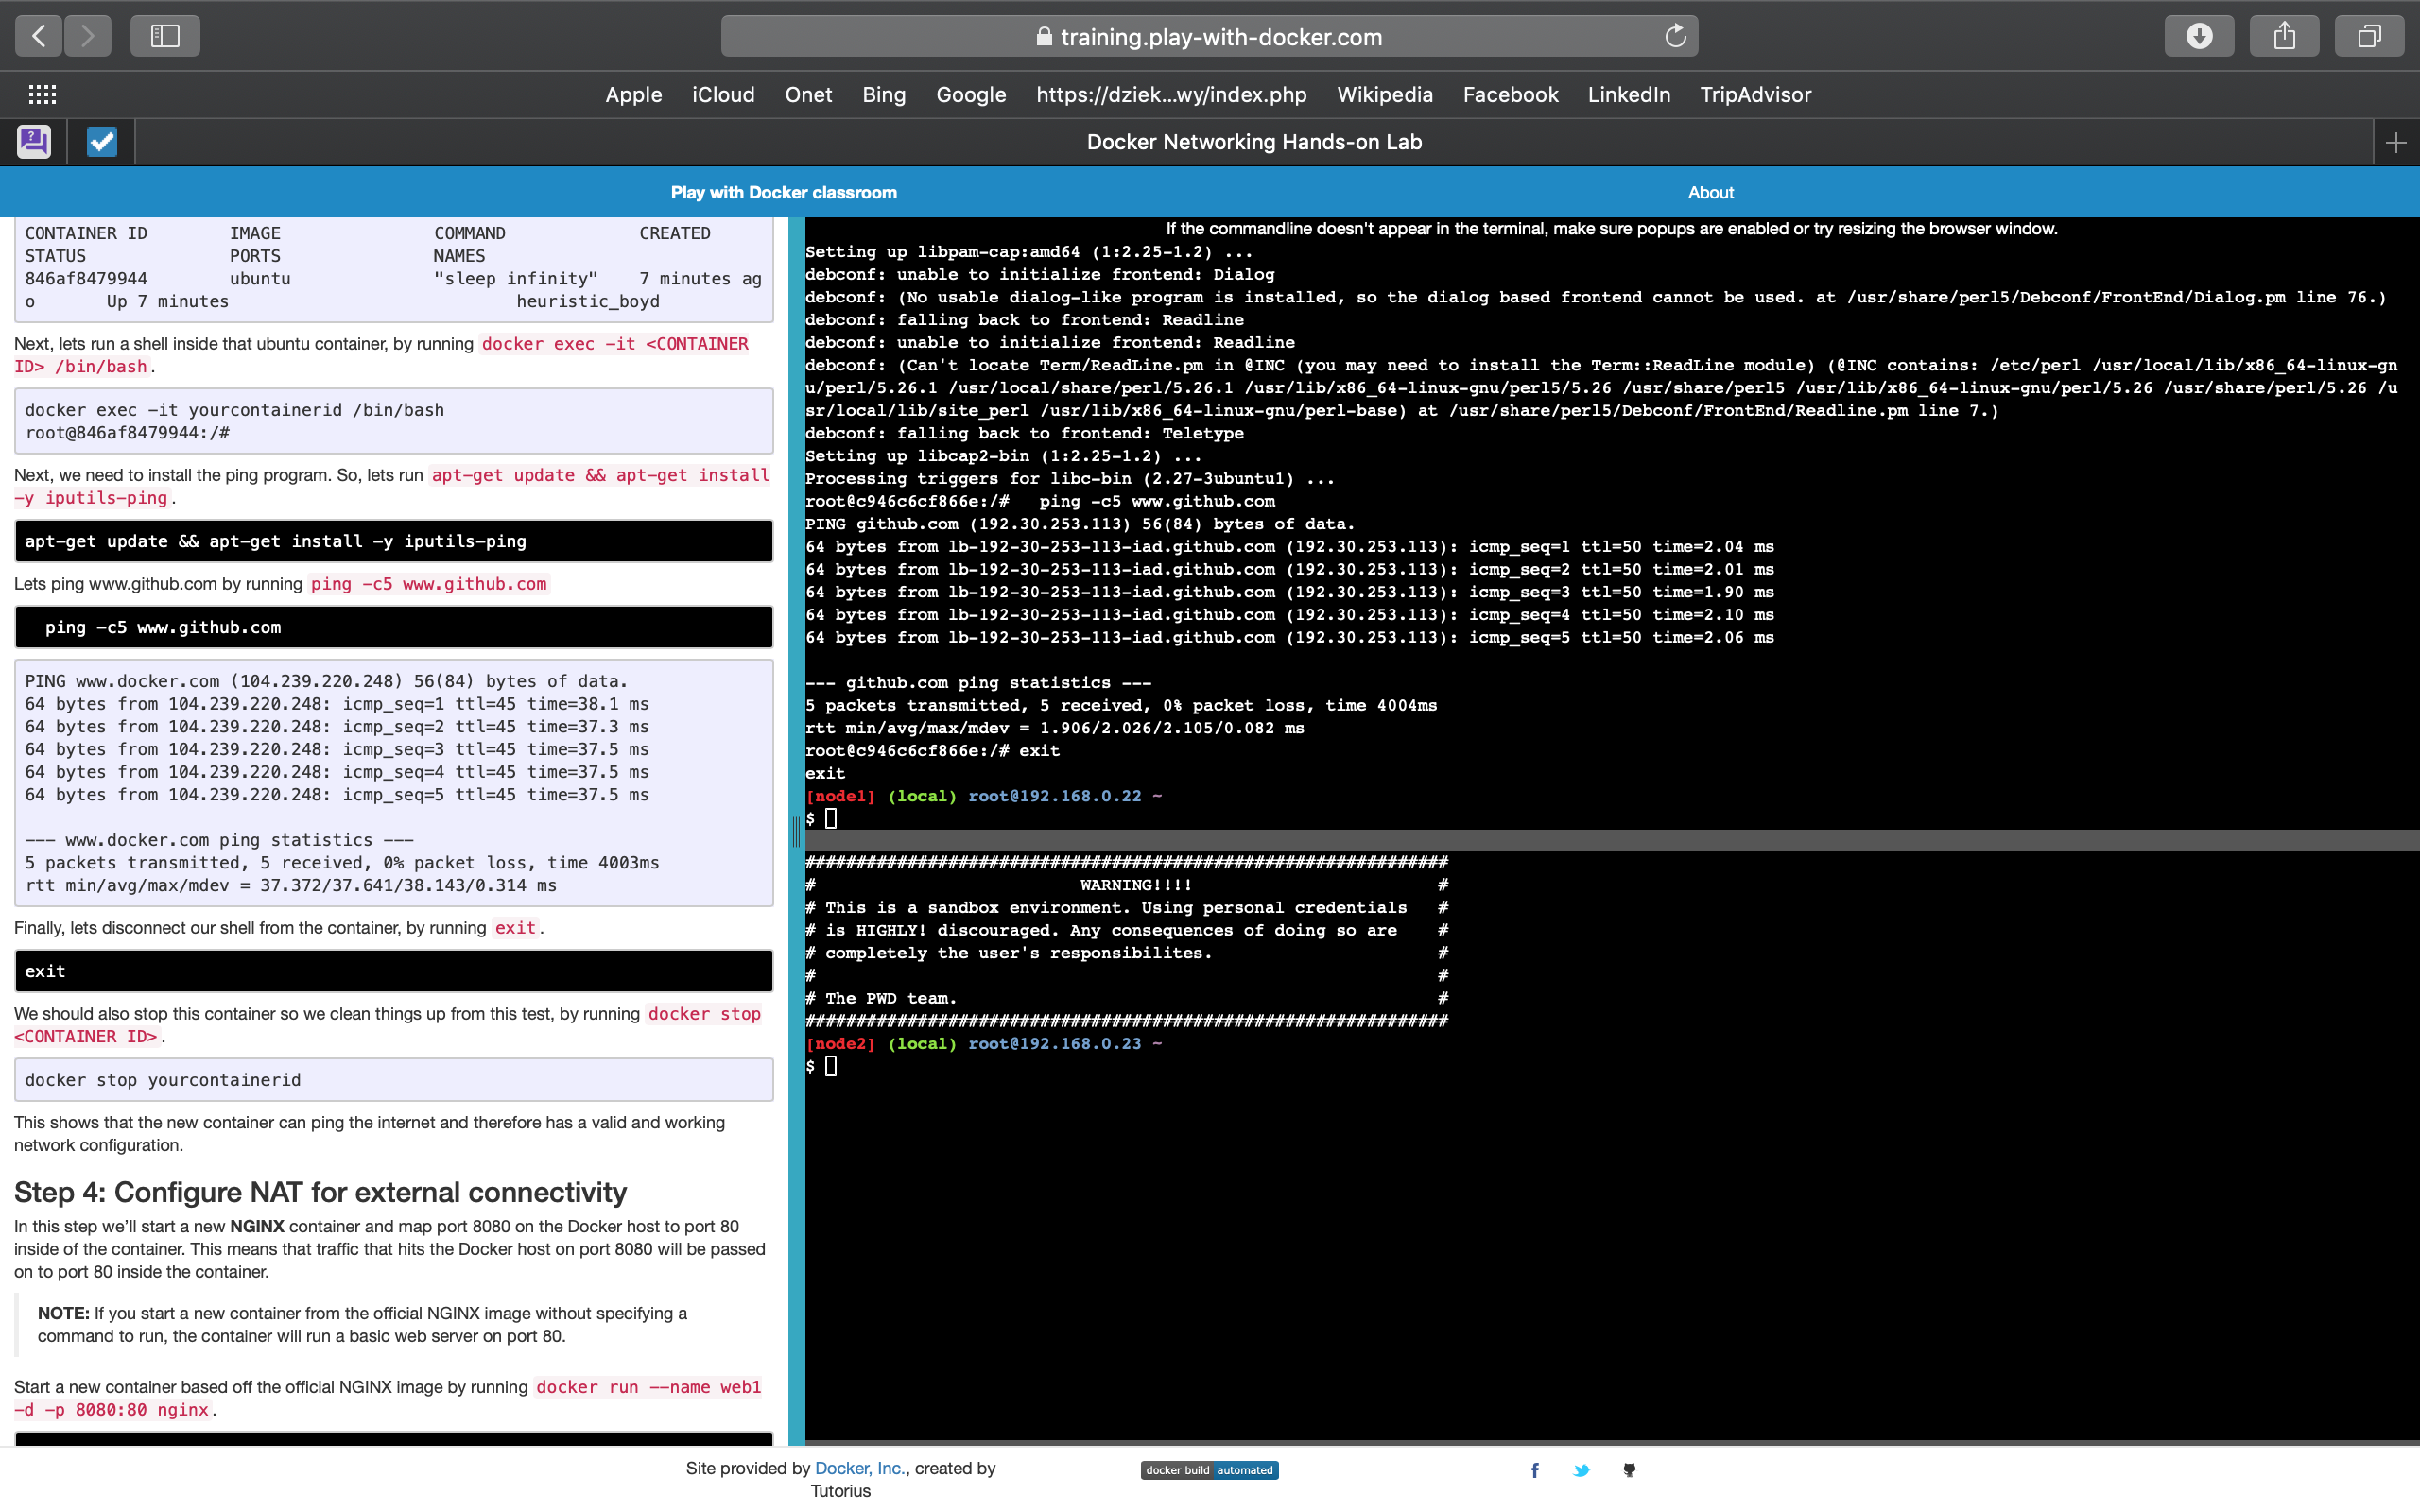 training.play-with-docker.com
Apple iCloud Onet Bing Google https://dziek...wy/index.php Wikipedia Facebook LinkedIn TripAdvisor
Docker Networking Hands-on Lab
Play with Docker classroom About
CONTAINER ID IMAGE COMMAND CREATED
STATUS PORTS NAMES
846af8479944 ubuntu "sleep infinity" 7 minutes ag
o Up 7 minutes heuristic_boyd
Next, lets run a shell inside that ubuntu container, by running docker exec -it <CONTAINER
ID> /bin/bash.
docker exec -it yourcontainerid /bin/bash
root@846af8479944:/#
Next, we need to install the ping program. So, lets run apt-get update && apt-get install
-y iputils-ping.
apt-get update && apt-get install -y iputils-ping
Lets ping www.github.com by running ping -c5 www.github.com
ping -c5 www.github.com
PING www.docker.com (104.239.220.248) 56(84) bytes of data.
64 bytes from 104.239.220.248: icmp_seq=1 ttl=45 time=38.1 ms
64 bytes from 104.239.220.248: icmp_seq=2 ttl=45 time=37.3 ms
64 bytes from 104.239.220.248: icmp_seq=3 ttl=45 time=37.5 ms
64 bytes from 104.239.220.248: icmp_seq=4 ttl=45 time=37.5 ms
64 bytes from 104.239.220.248: icmp_seq=5 ttl=45 time=37.5 ms
--- www.docker.com ping statistics ---
5 packets transmitted, 5 received, 0% packet loss, time 4003ms
rtt min/avg/max/mdev = 37.372/37.641/38.143/0.314 ms
Finally, lets disconnect our shell from the container, by running exit.
exit
We should also stop this container so we clean things up from this test, by running docker stop
<CONTAINER ID>.
docker stop yourcontainerid
This shows that the new container can ping the internet and therefore has a valid and working
network configuration.
Step 4: Configure NAT for external connectivity
In this step we'll start a new NGINX container and map port 8080 on the Docker host to port 80
inside of the container. This means that traffic that hits the Docker host on port 8080 will be passed
on to port 80 inside the container.
NOTE: If you start a new container from the official NGINX image without specifying a
command to run, the container will run a basic web server on port 80.
Start a new container based off the official NGINX image by running docker run --name web1
-d -p 8080:80 nginx.
If the commandline doesn't appear in the terminal, make sure popups are enabled or try resizing the browser window.
Setting up libpam-cap:amd64 (1:2.25-1.2) ...
debconf: unable to initialize frontend: Dialog
debconf: (No usable dialog-like program is installed, so the dialog based frontend cannot be used. at /usr/share/perl5/Debconf/FrontEnd/Dialog.pm line 76.)
debconf: falling back to frontend: Readline
debconf: unable to initialize frontend: Readline
debconf: (Can't locate Term/ReadLine.pm in @INC (you may need to install the Term::ReadLine module) (@INC contains: /etc/perl /usr/local/lib/x86_64-linux-gn
u/perl/5.26.1 /usr/local/share/perl/5.26.1 /usr/lib/x86_64-linux-gnu/perl5/5.26 /usr/share/perl5 /usr/lib/x86_64-linux-gnu/perl/5.26 /usr/share/perl/5.26 /u
sr/local/lib/site_perl /usr/lib/x86_64-linux-gnu/perl-base) at /usr/share/perl5/Debconf/FrontEnd/Readline.pm line 7.)
debconf: falling back to frontend: Teletype
Setting up libcap2-bin (1:2.25-1.2) ...
Processing triggers for libc-bin (2.27-3ubuntu1) ...
root@c946c6cf866e:/# ping -c5 www.github.com
PING github.com (192.30.253.113) 56(84) bytes of data.
64 bytes from lb-192-30-253-113-iad.github.com (192.30.253.113): icmp_seq=1 ttl=50 time=2.04 ms
64 bytes from lb-192-30-253-113-iad.github.com (192.30.253.113): icmp_seq=2 ttl=50 time=2.01 ms
64 bytes from lb-192-30-253-113-iad.github.com (192.30.253.113): icmp_seq=3 ttl=50 time=1.90 ms
64 bytes from lb-192-30-253-113-iad.github.com (192.30.253.113): icmp_seq=4 ttl=50 time=2.10 ms
64 bytes from lb-192-30-253-113-iad.github.com (192.30.253.113): icmp_seq=5 ttl=50 time=2.06 ms
--- github.com ping statistics ---
5 packets transmitted, 5 received, 0% packet loss, time 4004ms
rtt min/avg/max/mdev = 1.906/2.026/2.105/0.082 ms
root@c946c6cf866e:/# exit
exit
[node1] (local) root@192.168.0.22 ~
$
###############################################################
# WARNING!!!! #
# This is a sandbox environment. Using personal credentials #
# is HIGHLY! discouraged. Any consequences of doing so are #
# completely the user's responsibilites. #
# #
# The PWD team. #
###############################################################
[node2] (local) root@192.168.0.23 ~
$
Site provided by Docker, Inc., created by
Tutorius
docker build automated